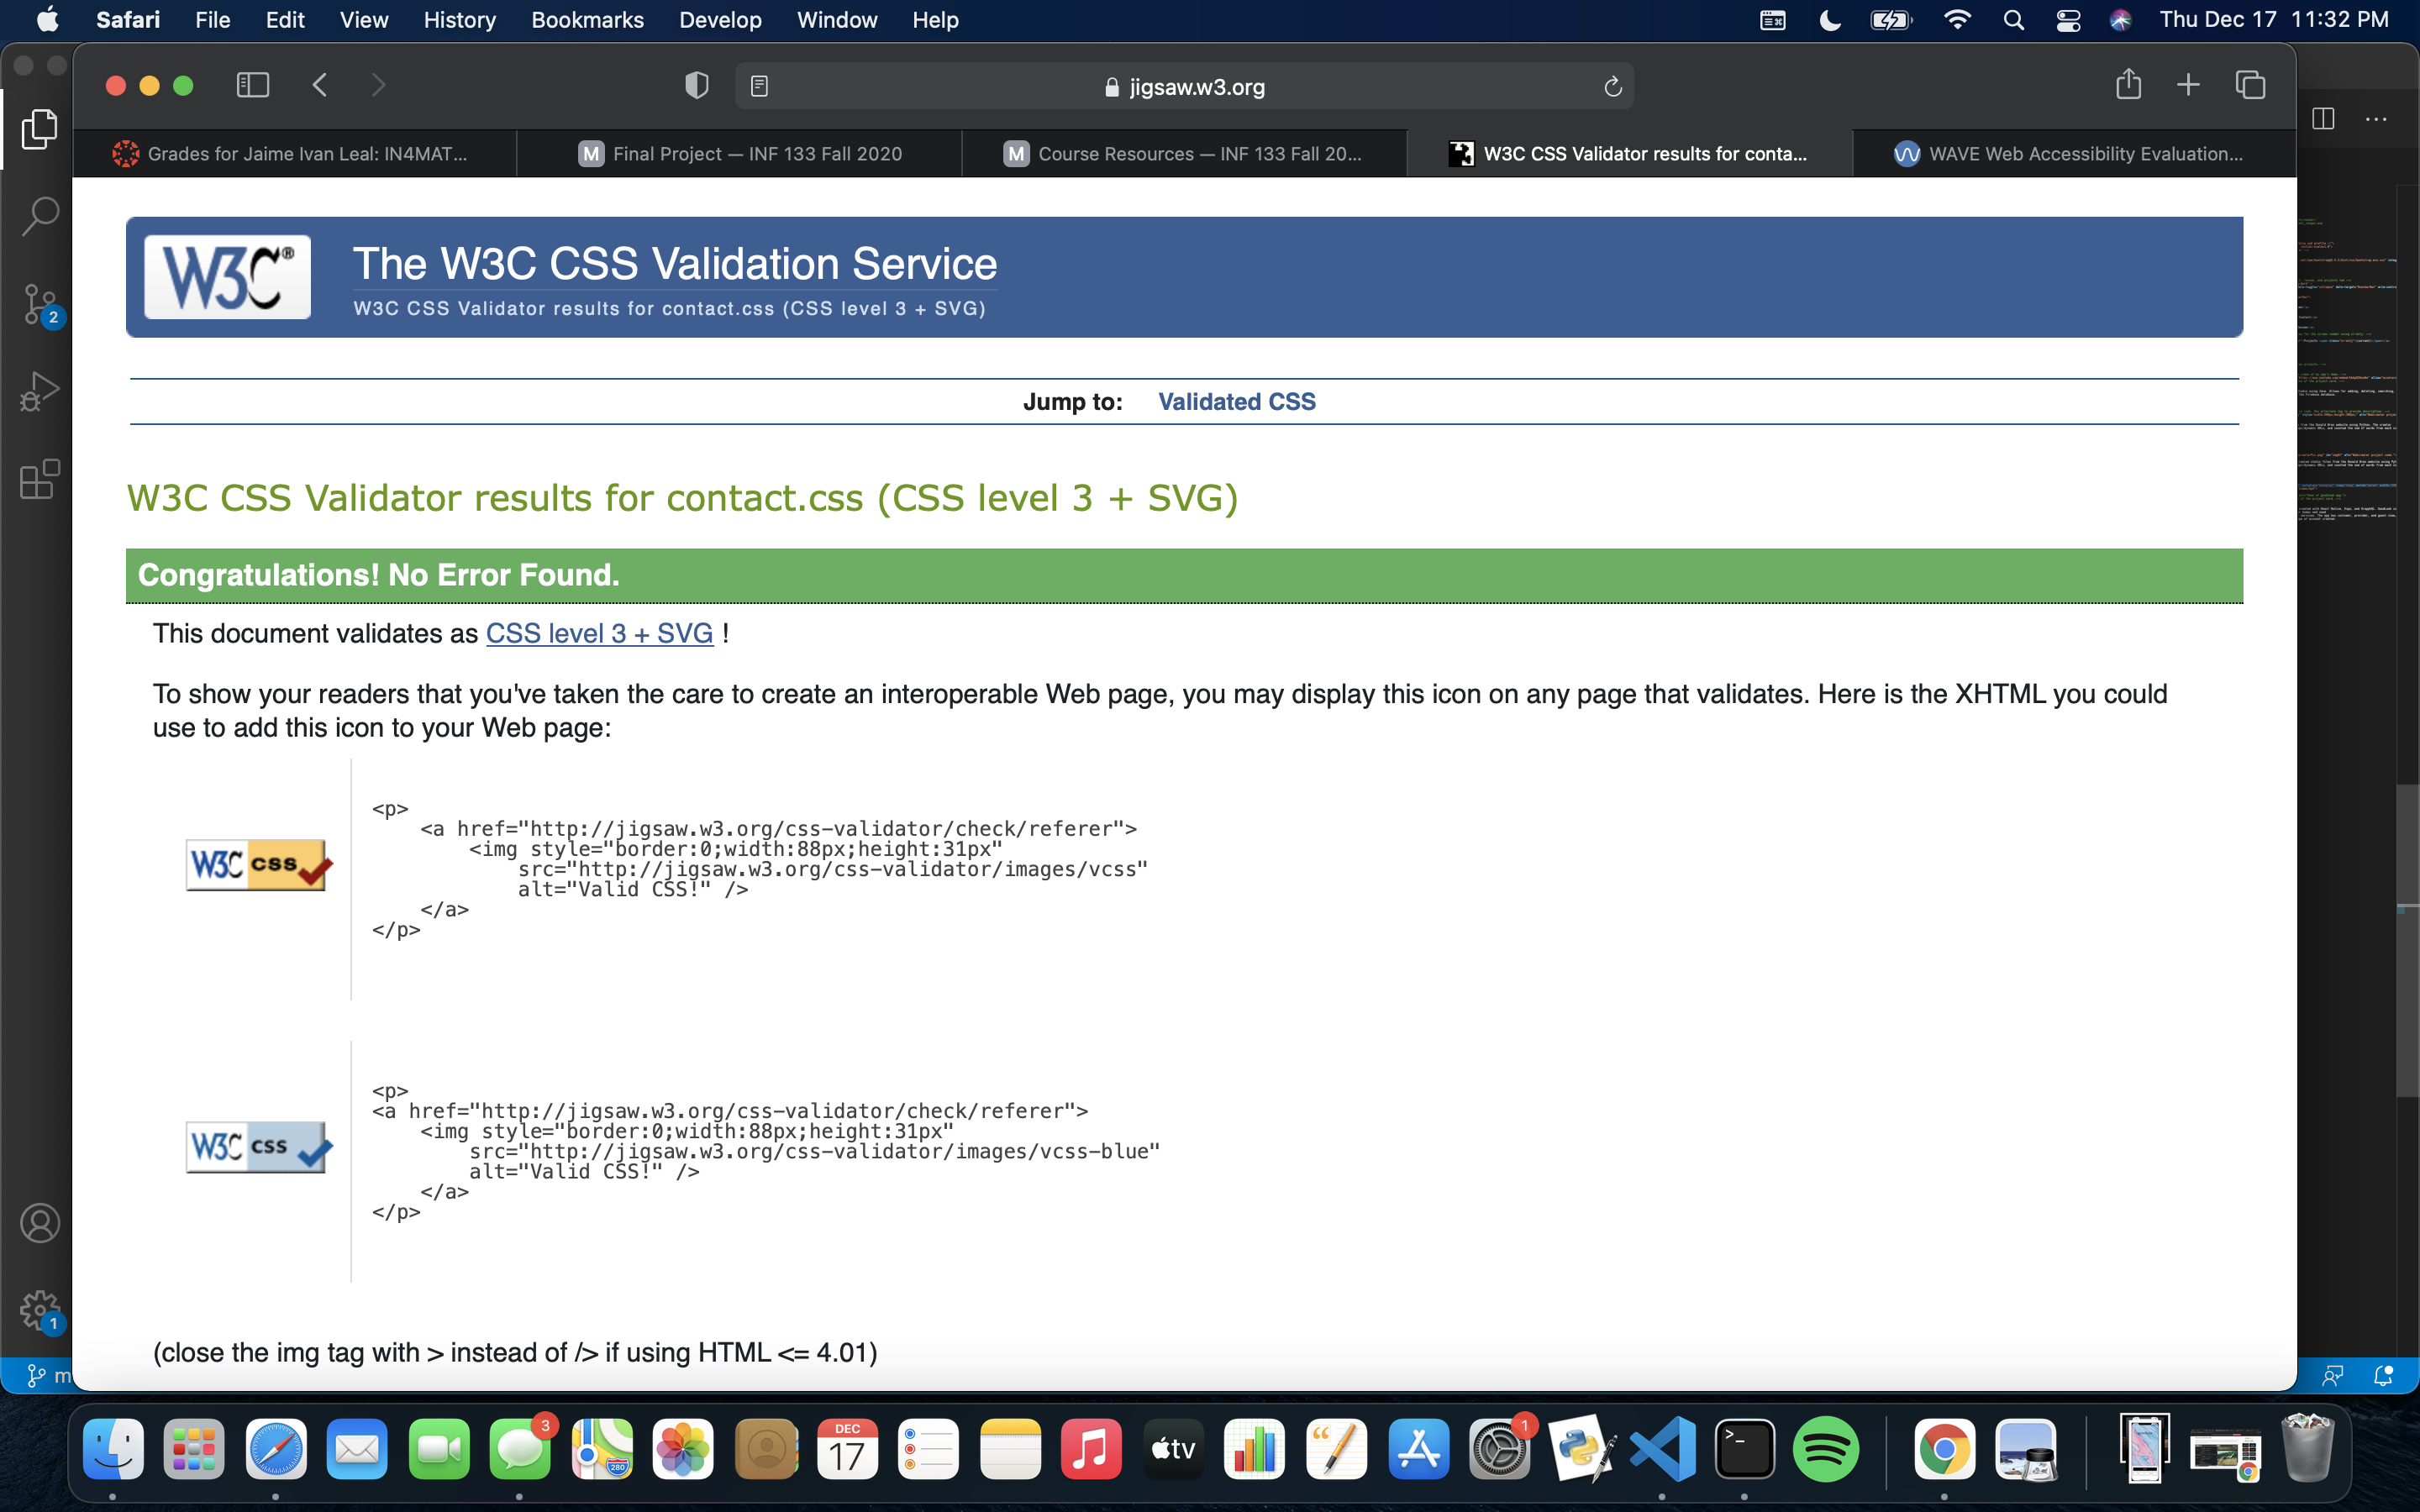 Safari File Edit View History Bookmarks Develop Window Help Thu Dec 17 11:32 PM
jigsaw.w3.org
Grades for Jaime Ivan Leal: IN4MAT...
M Final Project — INF 133 Fall 2020
M Course Resources — INF 133 Fall 20...
W3C CSS Validator results for conta...
WAVE Web Accessibility Evaluation...
2
W3C®
The W3C CSS Validation Service
W3C CSS Validator results for contact.css (CSS level 3 + SVG)
Jump to: Validated CSS
W3C CSS Validator results for contact.css (CSS level 3 + SVG)
Congratulations! No Error Found.
This document validates as CSS level 3 + SVG !
To show your readers that you've taken the care to create an interoperable Web page, you may display this icon on any page that validates. Here is the XHTML you could
use to add this icon to your Web page:
W3C css
<p>
<a href="http://jigsaw.w3.org/css-validator/check/referer">
<img style="border:0;width:88px;height:31px"
src="http://jigsaw.w3.org/css-validator/images/vcss"
alt="Valid CSS!" />
</a>
</p>
W3C css
<p>
<a href="http://jigsaw.w3.org/css-validator/check/referer">
<img style="border:0;width:88px;height:31px"
src="http://jigsaw.w3.org/css-validator/images/vcss-blue"
alt="Valid CSS!" />
</a>
</p>
1
(close the img tag with > instead of /> if using HTML <= 4.01)
m
3
280
DEC
17
tv
1
>_